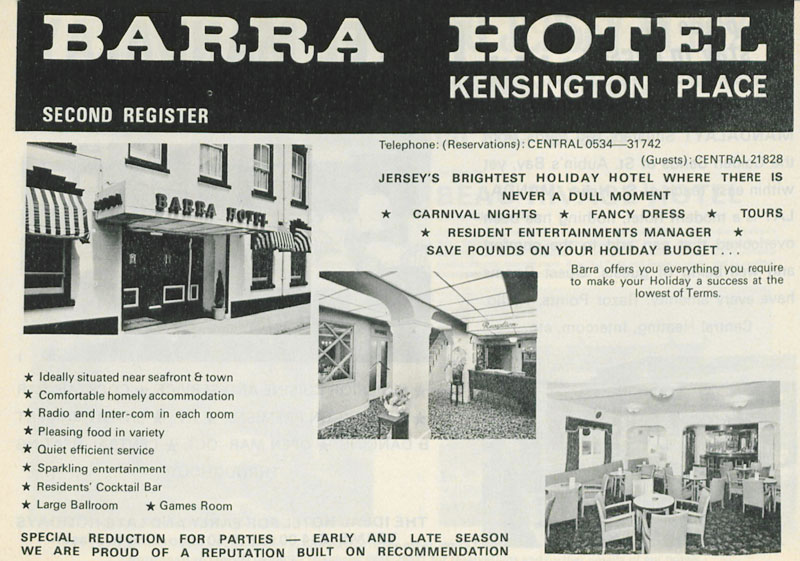 BARRA HOTEL
KENSINGTON PLACE
SECOND REGISTER
Telephone: (Reservations): CENTRAL 0534—31742
(Guests): CENTRAL 21828
JERSEY'S BRIGHTEST HOLIDAY HOTEL WHERE THERE IS
NEVER A DULL MOMENT
★ CARNIVAL NIGHTS ★ FANCY DRESS ★ TOURS
★ RESIDENT ENTERTAINMENTS MANAGER ★
SAVE POUNDS ON YOUR HOLIDAY BUDGET...
Barra offers you everything you require
to make your Holiday a success at the
lowest of Terms.
BARRA HOTEL
Reception
★ Ideally situated near seafront & town
★ Comfortable homely accommodation
★ Radio and Inter-com in each room
★ Pleasing food in variety
★ Quiet efficient service
★ Sparkling entertainment
★ Residents' Cocktail Bar
★ Large Ballroom ★ Games Room
SPECIAL REDUCTION FOR PARTIES — EARLY AND LATE SEASON
WE ARE PROUD OF A REPUTATION BUILT ON RECOMMENDATION